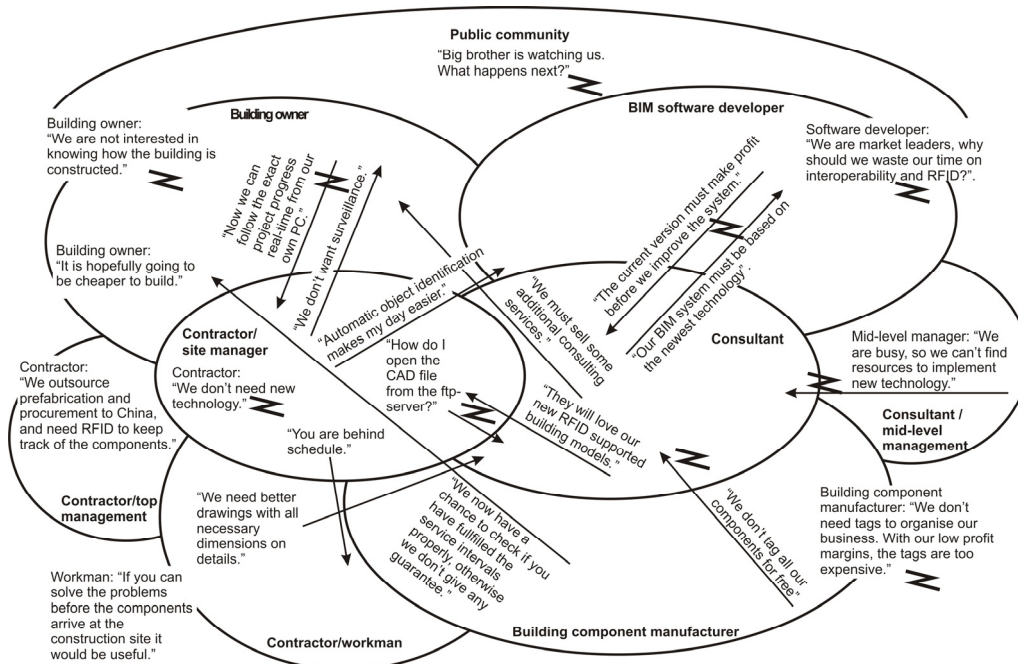 Public community
“Big brother is watching us.
What happens next?”
Building owner
BIM software developer
Building owner:
“We are not interested in
knowing how the building is
constructed.”
“Now we can
follow the exact
project progress
real-time from our
own PC.”
“We don’t want surveillance.”
“The current version must make profit
before we improve the system.”
Software developer:
“We are market leaders, why
should we waste our time on
interoperability and RFID?”.
Building owner:
“It is hopefully going to
be cheaper to build.”
“Automatic object identification
makes my day easier.”
“We must sell some
additional consulting
services.”
“Our BIM system must be based on
the newest technology”.
Contractor/
site manager
Consultant
Contractor:
“We don’t need new
technology.”
“How do I
open the
CAD file
from the ftp-
server?”
Mid-level manager: “We
are busy, so we can’t find
resources to implement
new technology.”
Consultant /
mid-level
management
Contractor:
“We outsource
prefabrication and
procurement to China,
and need RFID to keep
track of the components.”
“You are behind
schedule.”
“They will love our
new RFID supported
building models.”
Contractor/top
management
“We need better
drawings with all
necessary
dimensions on
details.”
“We now have a
chance to check if you
have fullfilled the
service intervals
properly, otherwise
we don’t give any
guarantee.”
“We don’t tag all our
components for free”
Building component
manufacturer: “We don’t
need tags to organise our
business. With our low profit
margins, the tags are too
expensive.”
Workman: “If you can
solve the problems
before the components
arrive at the
construction site it
would be useful.”
Contractor/workman
Building component manufacturer